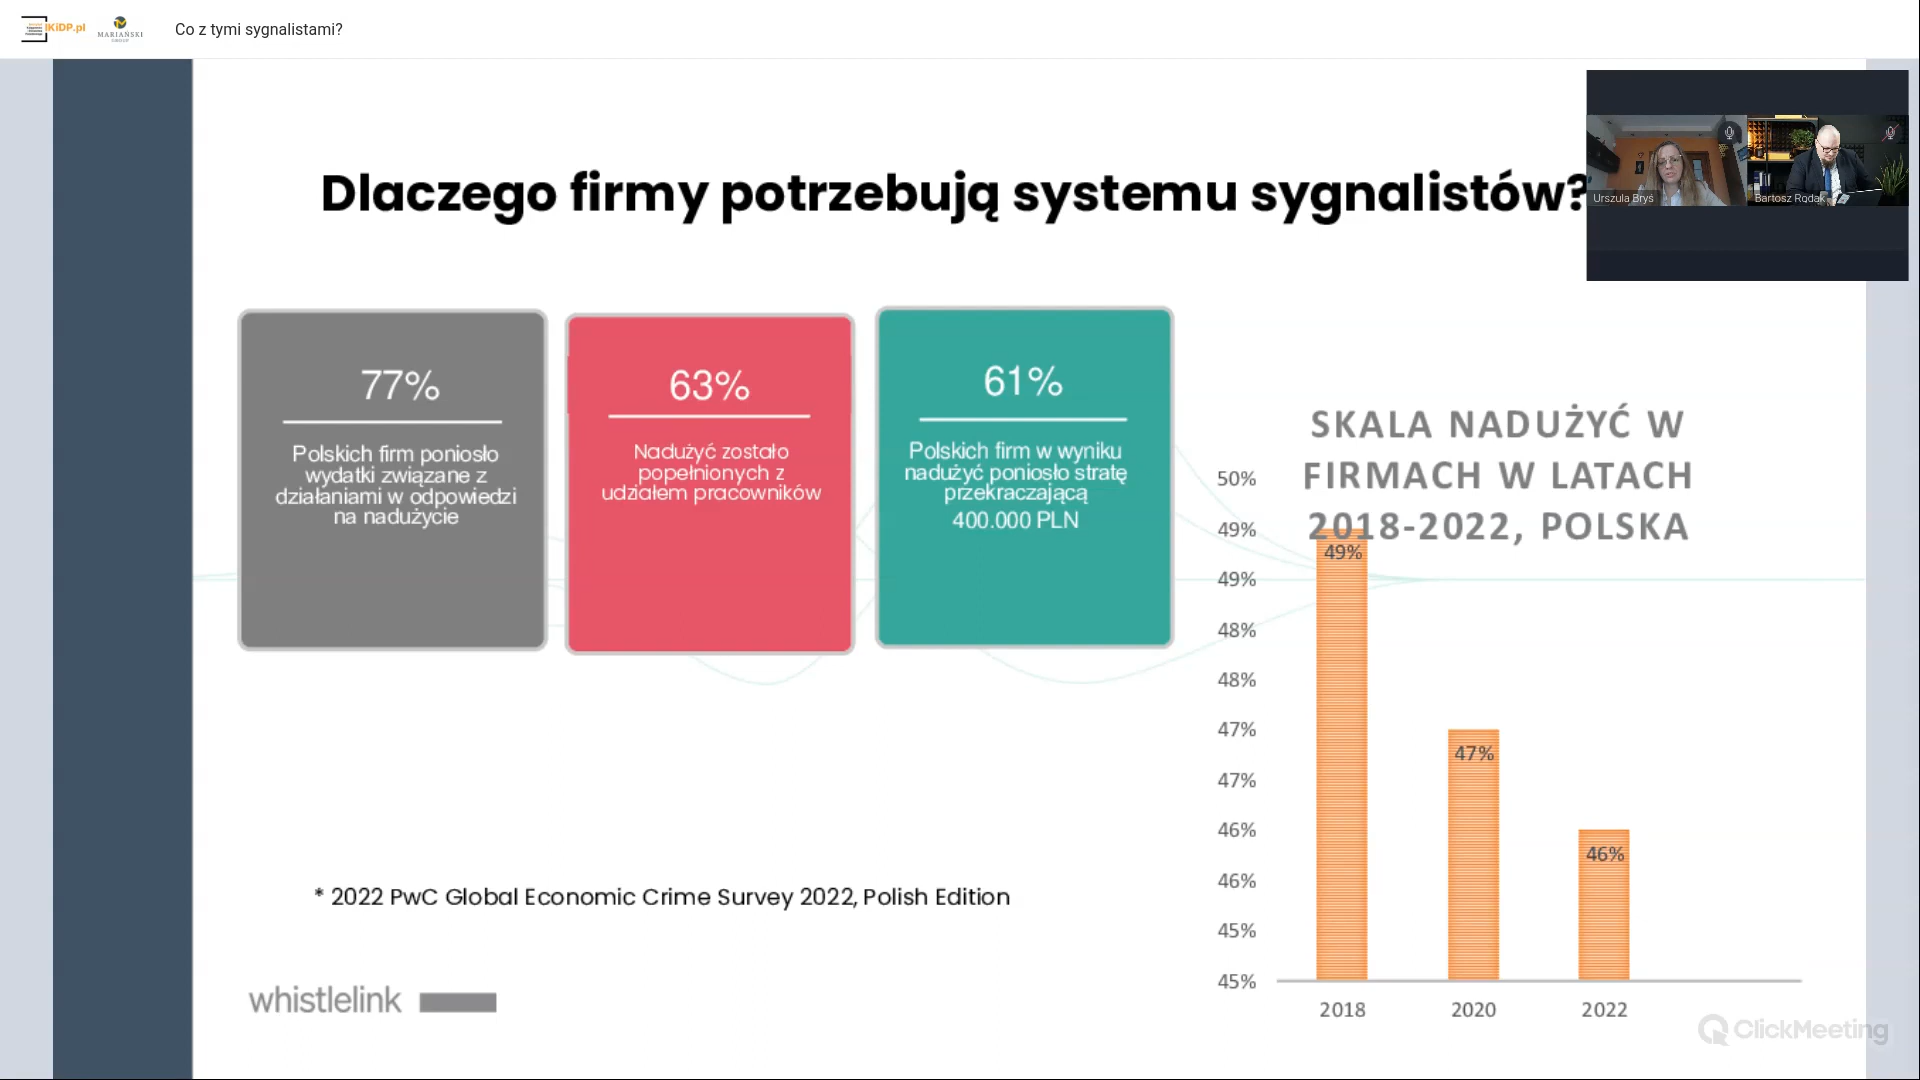 IKiDP.pl
MARIAŃSKI
GROUP
Co z tymi sygnalistami?
Urszula Bryś
Bartosz Rodak
Dlaczego firmy potrzebują systemu sygnalistów?
77%
Polskich firm poniosło
wydatki związane z
działaniami w odpowiedzi
na nadużycie
63%
Nadużyć zostało
popełnionych z
udziałem pracowników
61%
Polskich firm w wyniku
nadużyć poniosło stratę
przekraczającą
400.000 PLN
SKALA NADUŻYĆ W
FIRMACH W LATACH
2018-2022, POLSKA
50%
49%
49%
48%
48%
47%
47%
46%
46%
45%
45%
49%
47%
46%
2018
2020
2022
* 2022 PwC Global Economic Crime Survey 2022, Polish Edition
whistlelink
ClickMeeting